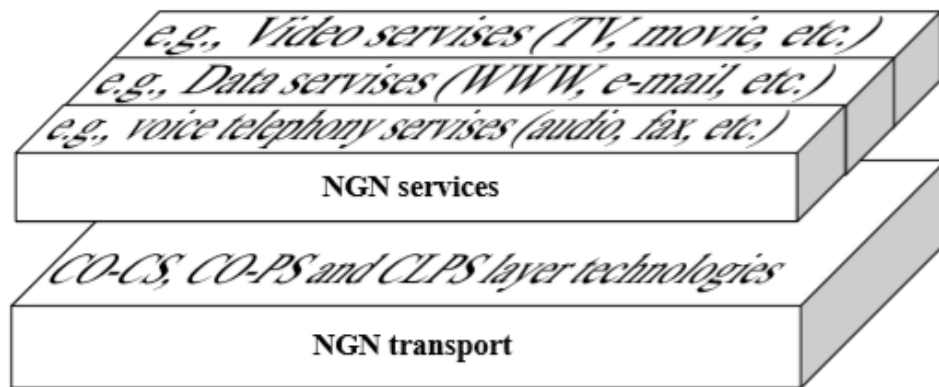 e.g., Video servises (TV, movie, etc.)
e.g., Data servises (WWW, e-mail, etc.)
e.g., voice telephony servises (audio, fax, etc.)
NGN services
CO-CS, CO-PS and CLPS layer technologies
NGN transport